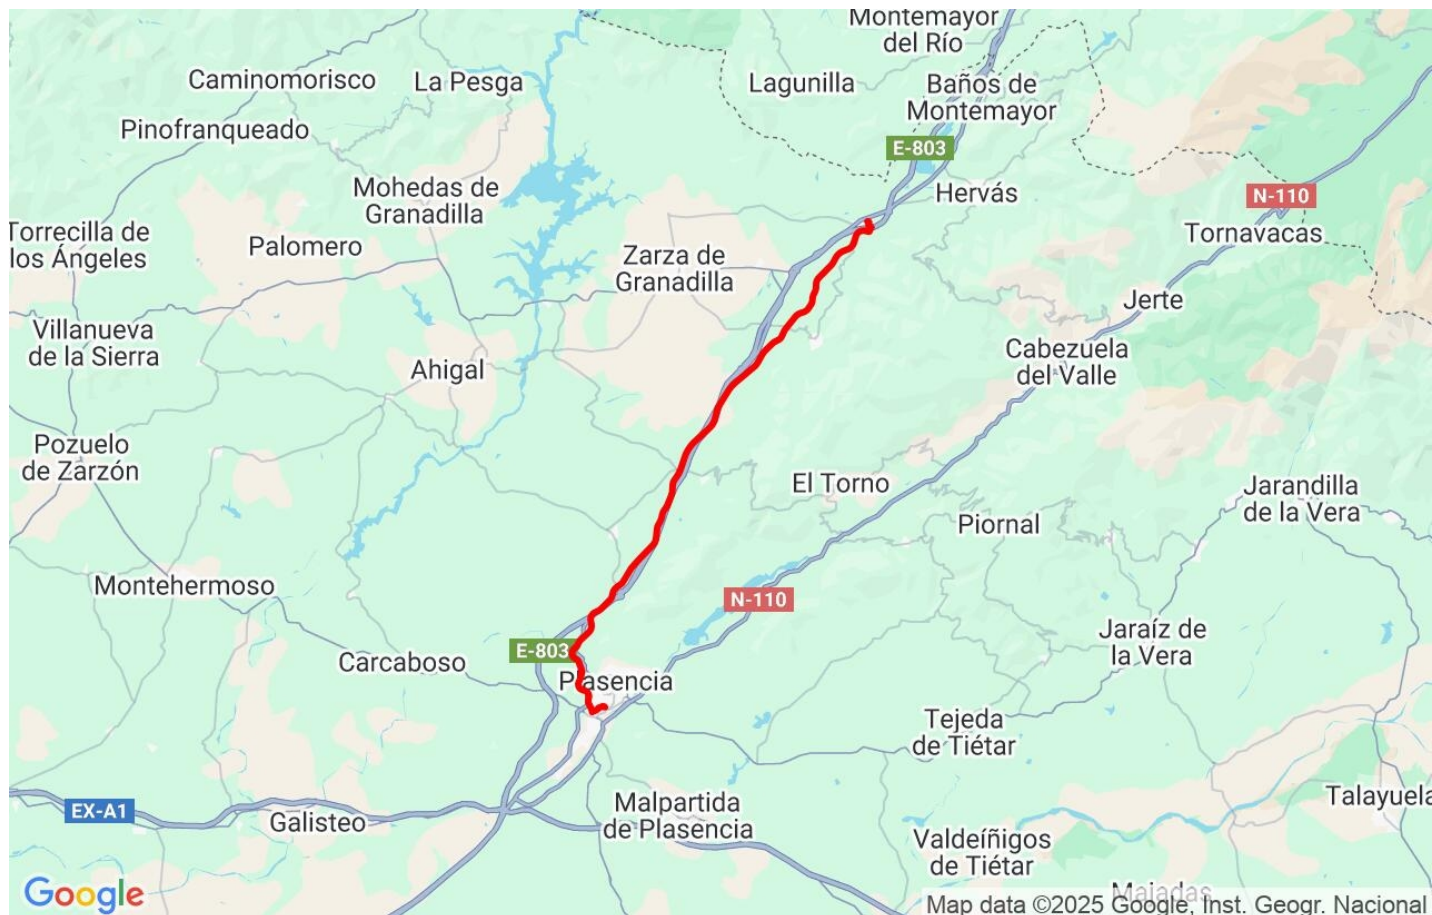 Montemayor
del Río
Caminomorisco
La Pesga
Lagunilla
Baños de
Montemayor
Pinofranqueado
E-803
Mohedas de
Granadilla
Hervás
N-110
Torrecilla de
los Ángeles
Palomero
Tornavacas
Zarza de
Granadilla
Jerte
Villanueva
de la Sierra
Cabezuela
del Valle
Ahigal
Pozuelo
de Zarzón
El Torno
Jarandilla
de la Vera
Piornal
Montehermoso
N-110
Jaraíz de
la Vera
E-803
Carcaboso
Plasencia
Tejeda
de Tiétar
EX-A1
Galisteo
Malpartida
de Plasencia
Talayuela
Valdeíñigos
de Tiétar
Majadas
Google
Map data ©2025 Google, Inst. Geogr. Nacional